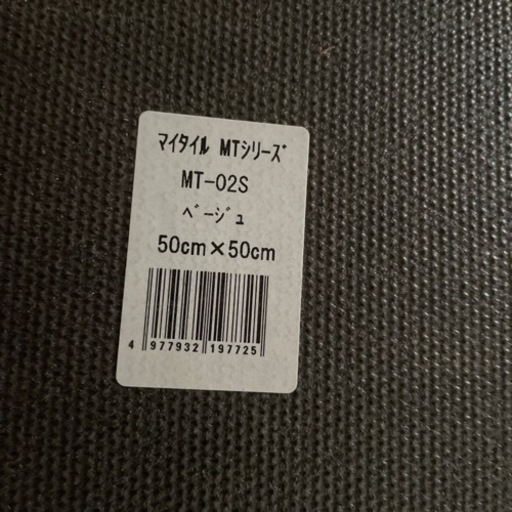 ﾏｲﾀｲﾙ MTｼﾘｰｽﾞ
MT-02S
ﾍﾞｰｼﾞｭ
50cm×50cm
4 977932 197725